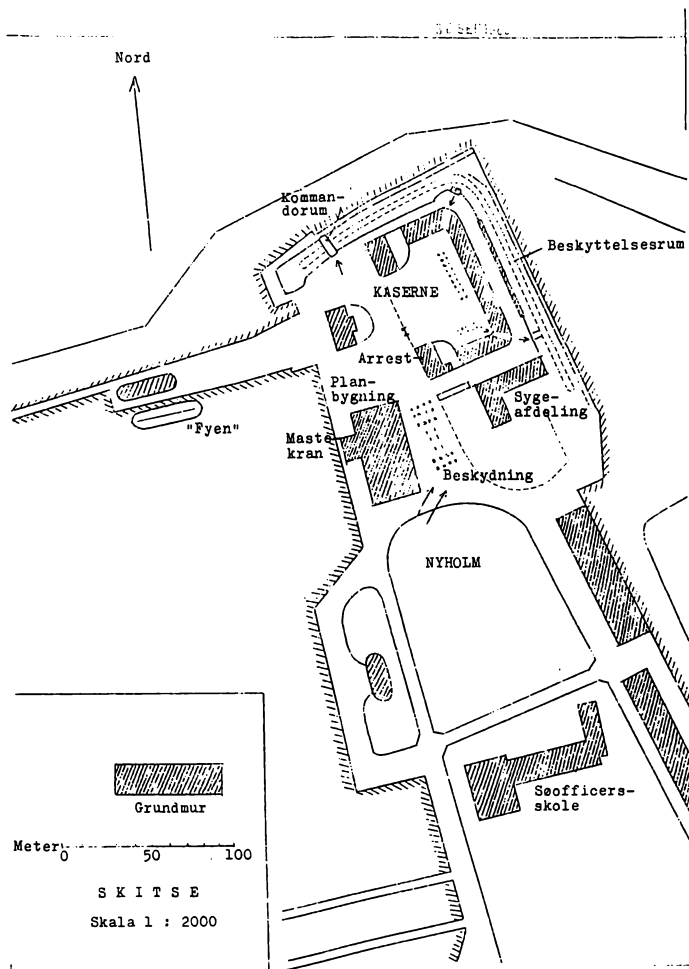 Nord
Komman-
dorum
Beskyttelsesrum
KASERNE
Arrest
Plan-
bygning
Syge-
afdeling
"Fyen"
Maste
kran
Beskydning
NYHOLM
Grundmur
Søofficers-
skole
Meter 0 50 100
SKITSE
Skala 1 : 2000